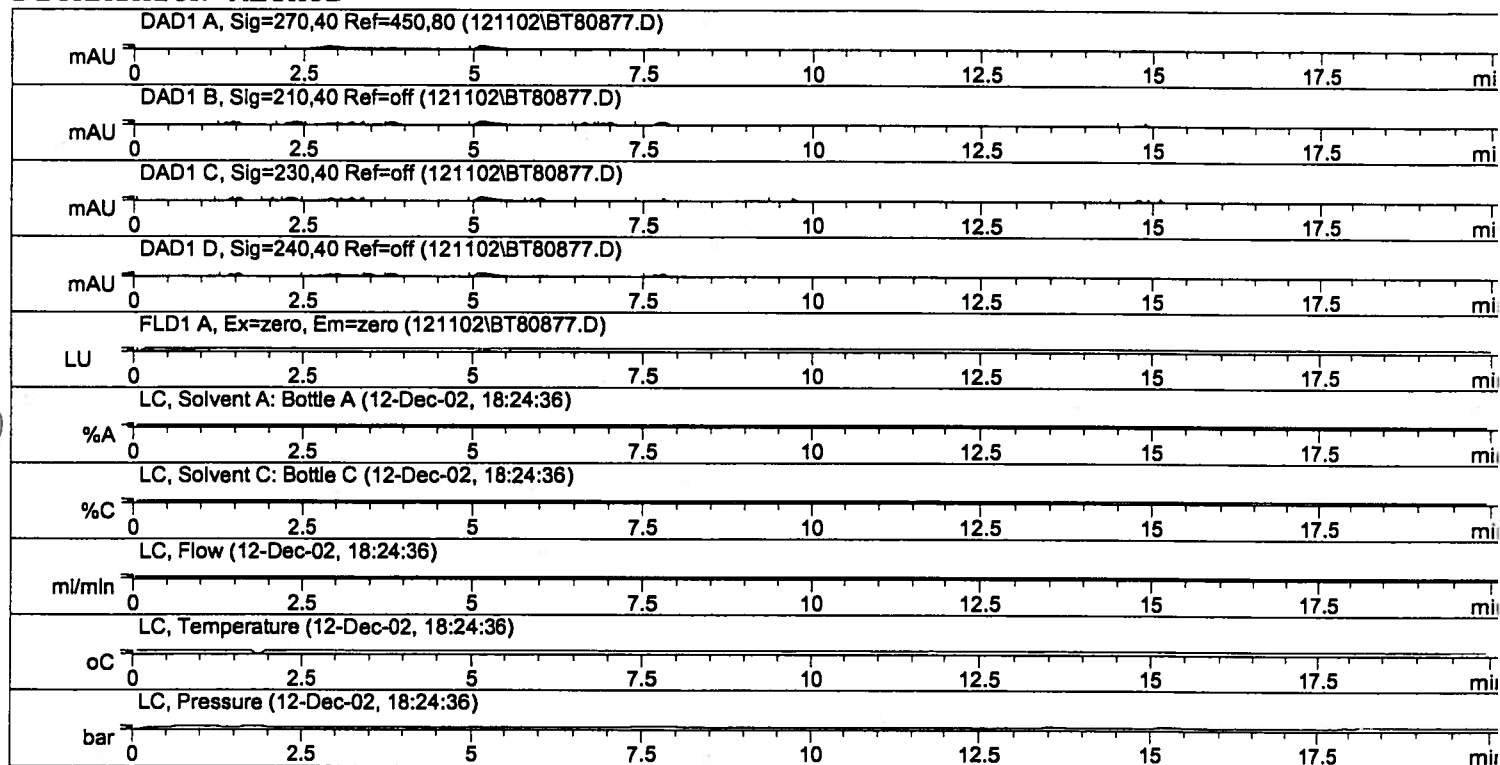 DAD1 A, Sig=270,40 Ref=450,80 (121102\BT80877.D)
mAU
0 2.5 5 7.5 10 12.5 15 17.5 mi
DAD1 B, Sig=210,40 Ref=off (121102\BT80877.D)
mAU
0 2.5 5 7.5 10 12.5 15 17.5 mi
DAD1 C, Sig=230,40 Ref=off (121102\BT80877.D)
mAU
0 2.5 5 7.5 10 12.5 15 17.5 mi
DAD1 D, Sig=240,40 Ref=off (121102\BT80877.D)
mAU
0 2.5 5 7.5 10 12.5 15 17.5 mi
FLD1 A, Ex=zero, Em=zero (121102\BT80877.D)
LU
0 2.5 5 7.5 10 12.5 15 17.5 mi
LC, Solvent A: Bottle A (12-Dec-02, 18:24:36)
%A
0 2.5 5 7.5 10 12.5 15 17.5 mi
LC, Solvent C: Bottle C (12-Dec-02, 18:24:36)
%C
0 2.5 5 7.5 10 12.5 15 17.5 min
LC, Flow (12-Dec-02, 18:24:36)
ml/min
0 2.5 5 7.5 10 12.5 15 17.5 mi
LC, Temperature (12-Dec-02, 18:24:36)
oC
0 2.5 5 7.5 10 12.5 15 17.5 mi
LC, Pressure (12-Dec-02, 18:24:36)
bar
0 2.5 5 7.5 10 12.5 15 17.5 min